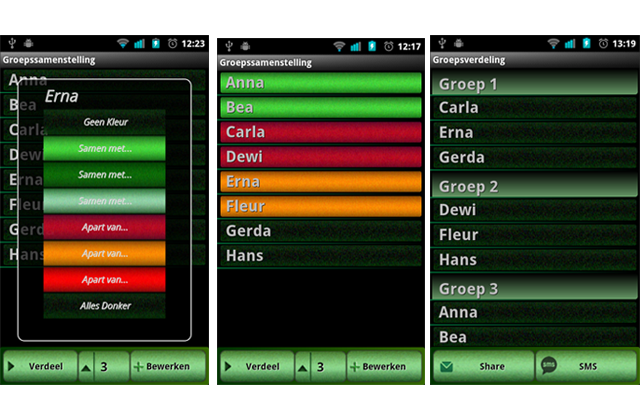 12:23
Groepssamenstelling
Anna
Bea
Carla
Dewi
Erna
Fleur
Gerda
Hans
Erna
Geen Kleur
Samen met...
Samen met...
Samen met...
Apart van...
Apart van...
Apart van...
Alles Donker
Verdeel
3
Bewerken
12:17
Groepssamenstelling
Anna
Bea
Carla
Dewi
Erna
Fleur
Gerda
Hans
Verdeel
3
Bewerken
13:19
Groepsverdeling
Groep 1
Carla
Erna
Gerda
Groep 2
Dewi
Fleur
Hans
Groep 3
Anna
Bea
Share
sms
SMS